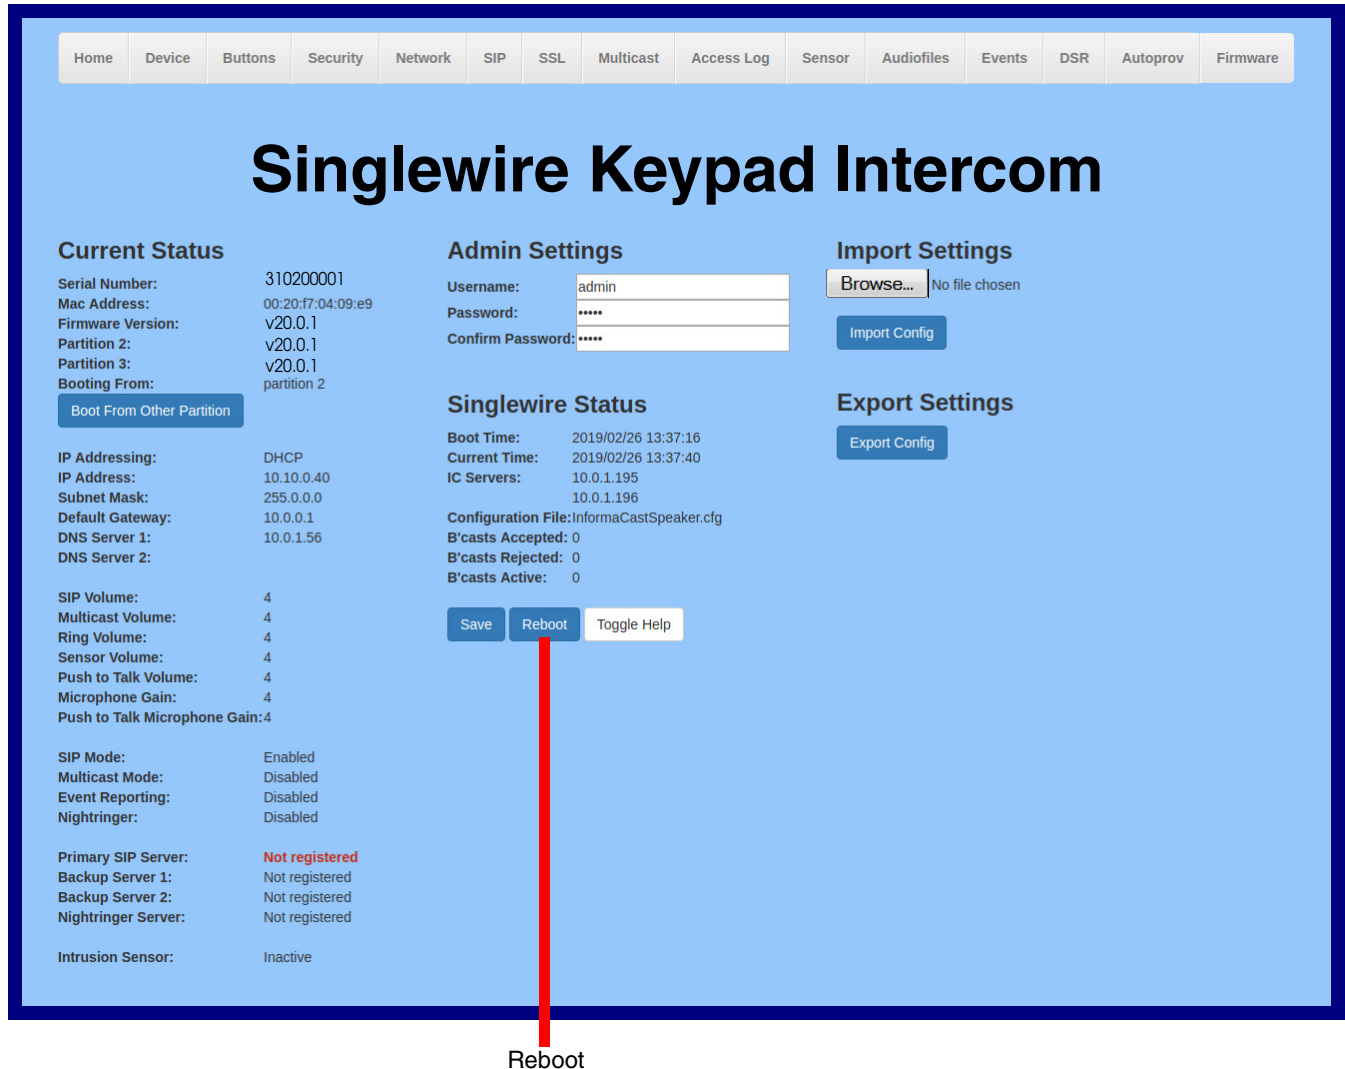 Home Device Buttons Security Network SIP SSL Multicast Access Log Sensor Audiofiles Events DSR Autoprov Firmware
Singlewire Keypad Intercom
Current Status
Serial Number: 310200001
Mac Address: 00:20:f7:04:09:e9
Firmware Version: v20.0.1
Partition 2: v20.0.1
Partition 3: v20.0.1
Booting From: partition 2
Boot From Other Partition
IP Addressing: DHCP
IP Address: 10.10.0.40
Subnet Mask: 255.0.0.0
Default Gateway: 10.0.0.1
DNS Server 1: 10.0.1.56
DNS Server 2:
SIP Volume: 4
Multicast Volume: 4
Ring Volume: 4
Sensor Volume: 4
Push to Talk Volume: 4
Microphone Gain: 4
Push to Talk Microphone Gain: 4
SIP Mode: Enabled
Multicast Mode: Disabled
Event Reporting: Disabled
Nightringer: Disabled
Primary SIP Server: Not registered
Backup Server 1: Not registered
Backup Server 2: Not registered
Nightringer Server: Not registered
Intrusion Sensor: Inactive
Admin Settings
Username: admin
Password: •••••
Confirm Password: •••••
Singlewire Status
Boot Time: 2019/02/26 13:37:16
Current Time: 2019/02/26 13:37:40
IC Servers: 10.0.1.195
10.0.1.196
Configuration File: InformaCastSpeaker.cfg
B'casts Accepted: 0
B'casts Rejected: 0
B'casts Active: 0
Save Reboot Toggle Help
Import Settings
Browse... No file chosen
Import Config
Export Settings
Export Config
Reboot